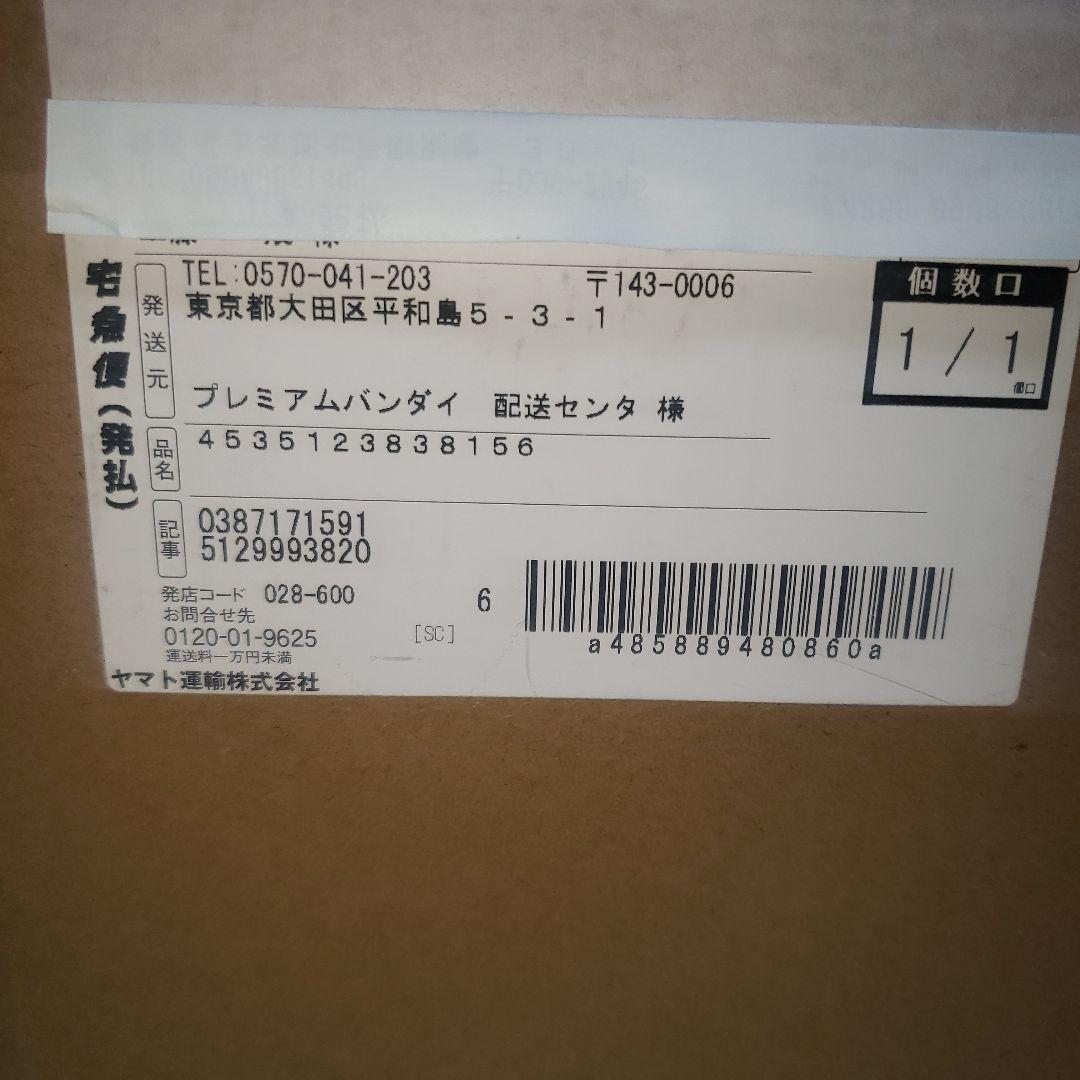 宅急便(発払)
発送元
TEL:0570-041-203 〒143-0006
東京都大田区平和島5-3-1
プレミアムバンダイ 配送センタ 様
個数口
1/1
個口
品名
4535123838156
記事
0387171591
5129993820
発店コード 028-600
お問合せ先
0120-01-9625
運送料一万円未満
ヤマト運輸株式会社
[SC]
6
a485889480860a